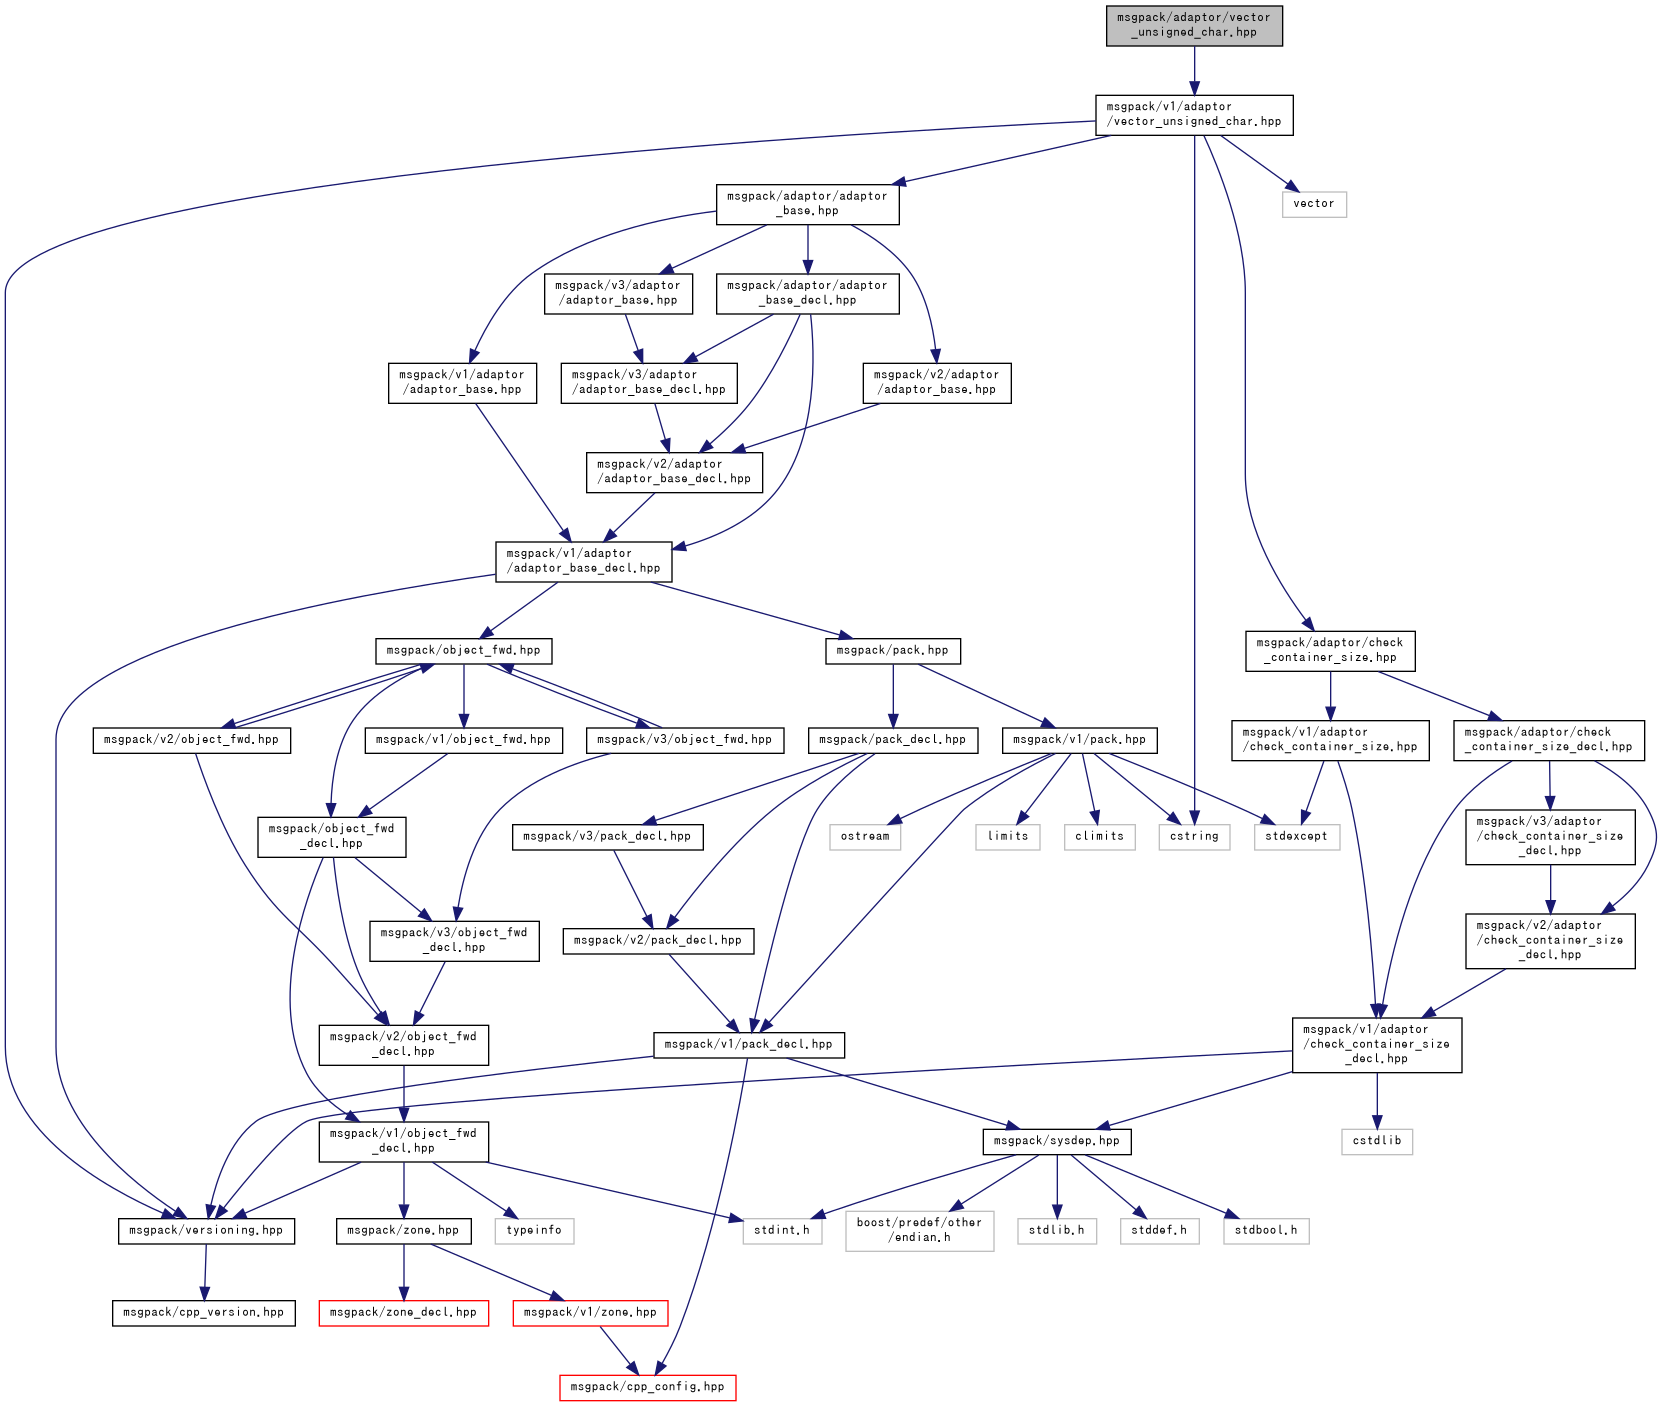 msgpack/adaptor/vector
_unsigned_char.hpp
msgpack/v1/adaptor
/vector_unsigned_char.hpp
msgpack/adaptor/adaptor
_base.hpp
vector
msgpack/v3/adaptor
/adaptor_base.hpp
msgpack/adaptor/adaptor
_base_decl.hpp
msgpack/v1/adaptor
/adaptor_base.hpp
msgpack/v3/adaptor
/adaptor_base_decl.hpp
msgpack/v2/adaptor
/adaptor_base.hpp
msgpack/v2/adaptor
/adaptor_base_decl.hpp
msgpack/v1/adaptor
/adaptor_base_decl.hpp
msgpack/object_fwd.hpp
msgpack/pack.hpp
msgpack/adaptor/check
_container_size.hpp
msgpack/v2/object_fwd.hpp
msgpack/v1/object_fwd.hpp
msgpack/v3/object_fwd.hpp
msgpack/pack_decl.hpp
msgpack/v1/pack.hpp
msgpack/v1/adaptor
/check_container_size.hpp
msgpack/adaptor/check
_container_size_decl.hpp
msgpack/object_fwd
_decl.hpp
msgpack/v3/pack_decl.hpp
ostream
limits
climits
cstring
stdexcept
msgpack/v3/adaptor
/check_container_size
_decl.hpp
msgpack/v3/object_fwd
_decl.hpp
msgpack/v2/pack_decl.hpp
msgpack/v2/adaptor
/check_container_size
_decl.hpp
msgpack/v2/object_fwd
_decl.hpp
msgpack/v1/pack_decl.hpp
msgpack/v1/adaptor
/check_container_size
_decl.hpp
msgpack/v1/object_fwd
_decl.hpp
msgpack/sysdep.hpp
cstdlib
msgpack/versioning.hpp
msgpack/zone.hpp
typeinfo
stdint.h
boost/predef/other
/endian.h
stdlib.h
stddef.h
stdbool.h
msgpack/cpp_version.hpp
msgpack/zone_decl.hpp
msgpack/v1/zone.hpp
msgpack/cpp_config.hpp